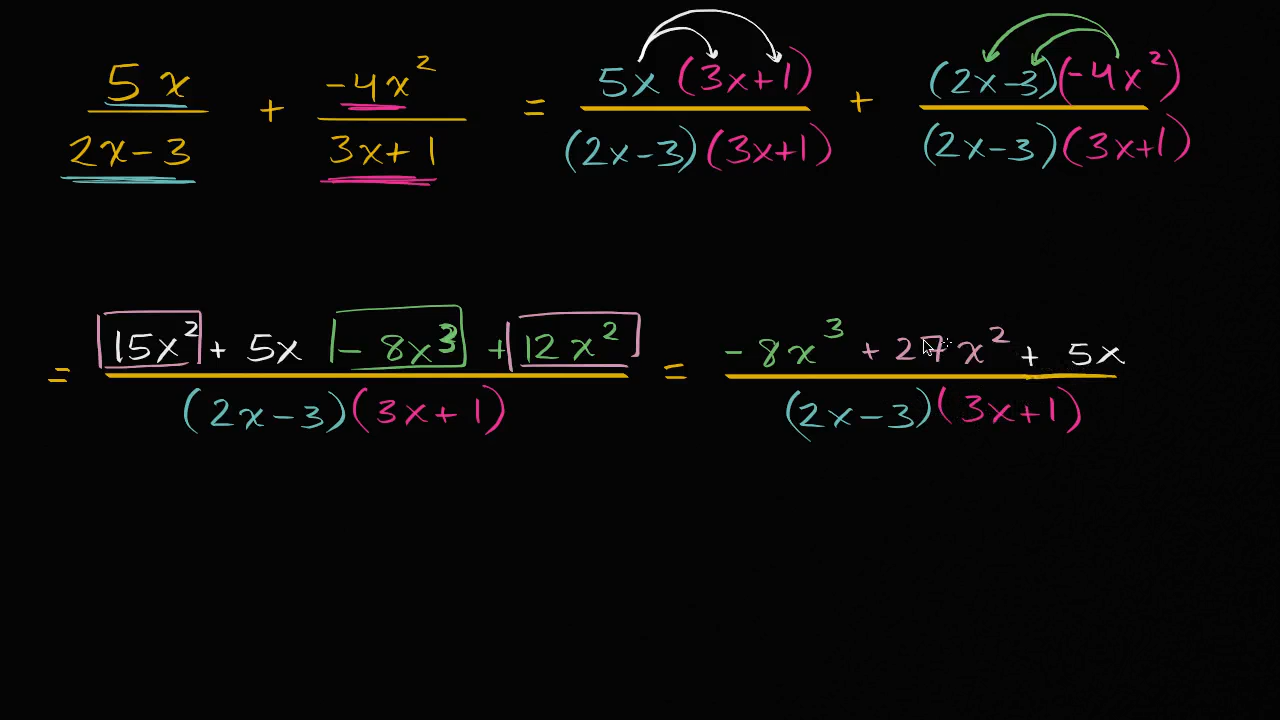 5x + -4x² = 5x (3x+1) + (2x-3)(-4x²)
2x-3 3x+1 (2x-3)(3x+1) (2x-3)(3x+1)
= 15x² + 5x - 8x³ + 12x² = -8x³ + 27x² + 5x
(2x-3)(3x+1) (2x-3)(3x+1)